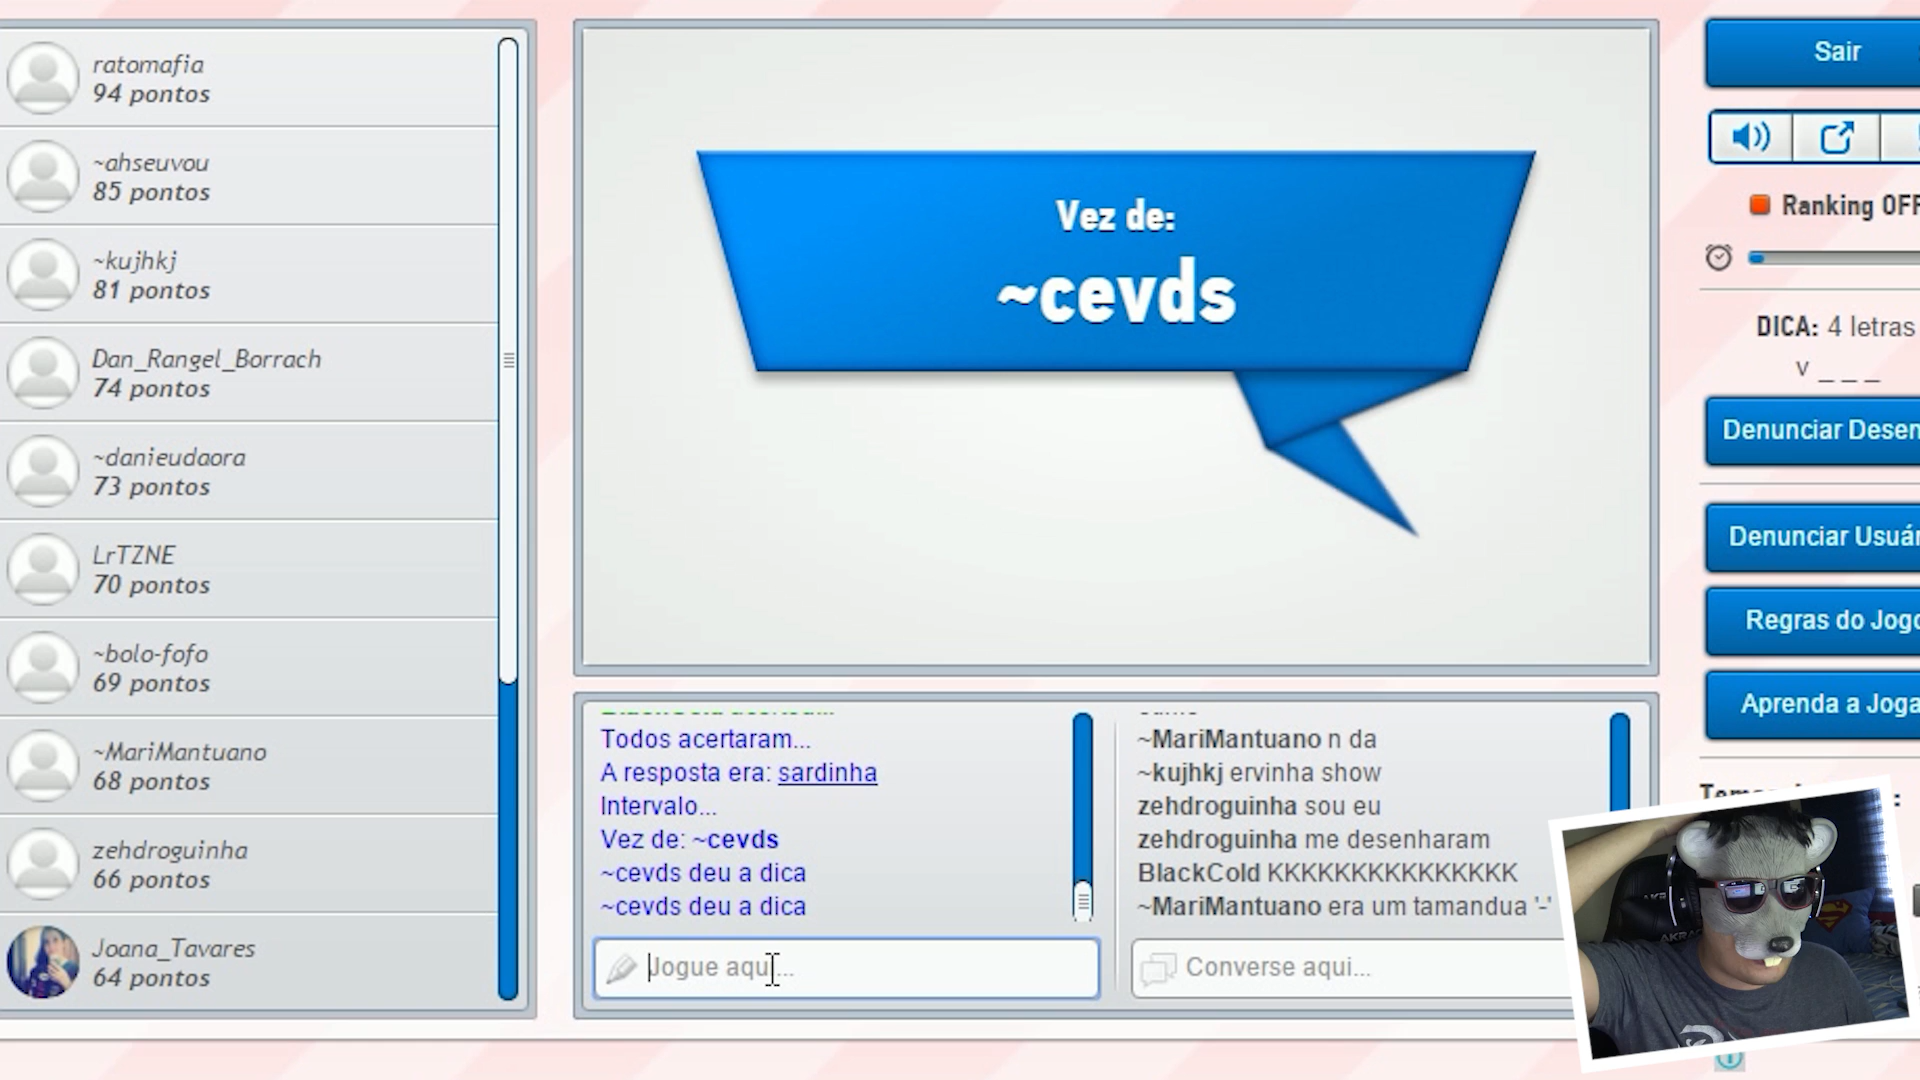 ratomafia
94 pontos
~ahseuvou
85 pontos
~kujhkj
81 pontos
Dan_Rangel_Borrach
74 pontos
~danieudaora
73 pontos
LrTZNE
70 pontos
~bolo-fofo
69 pontos
~MariMantuano
68 pontos
zehdroguinha
66 pontos
Joana_Tavares
64 pontos
Vez de:
~cevds
Todos acertaram...
A resposta era: sardinha
Intervalo...
Vez de: ~cevds
~cevds deu a dica
~cevds deu a dica
Jogue aqui...
~MariMantuano n da
~kujhkj ervinha show
zehdroguinha sou eu
zehdroguinha me desenharam
BlackCold KKKKKKKKKKKKKKK
~MariMantuano era um tamandua '-'
Converse aqui...
Sair
Ranking OFF
DICA: 4 letras
v _ _ _
Denunciar Desen
Denunciar Usuár
Regras do Jogo
Aprenda a Joga